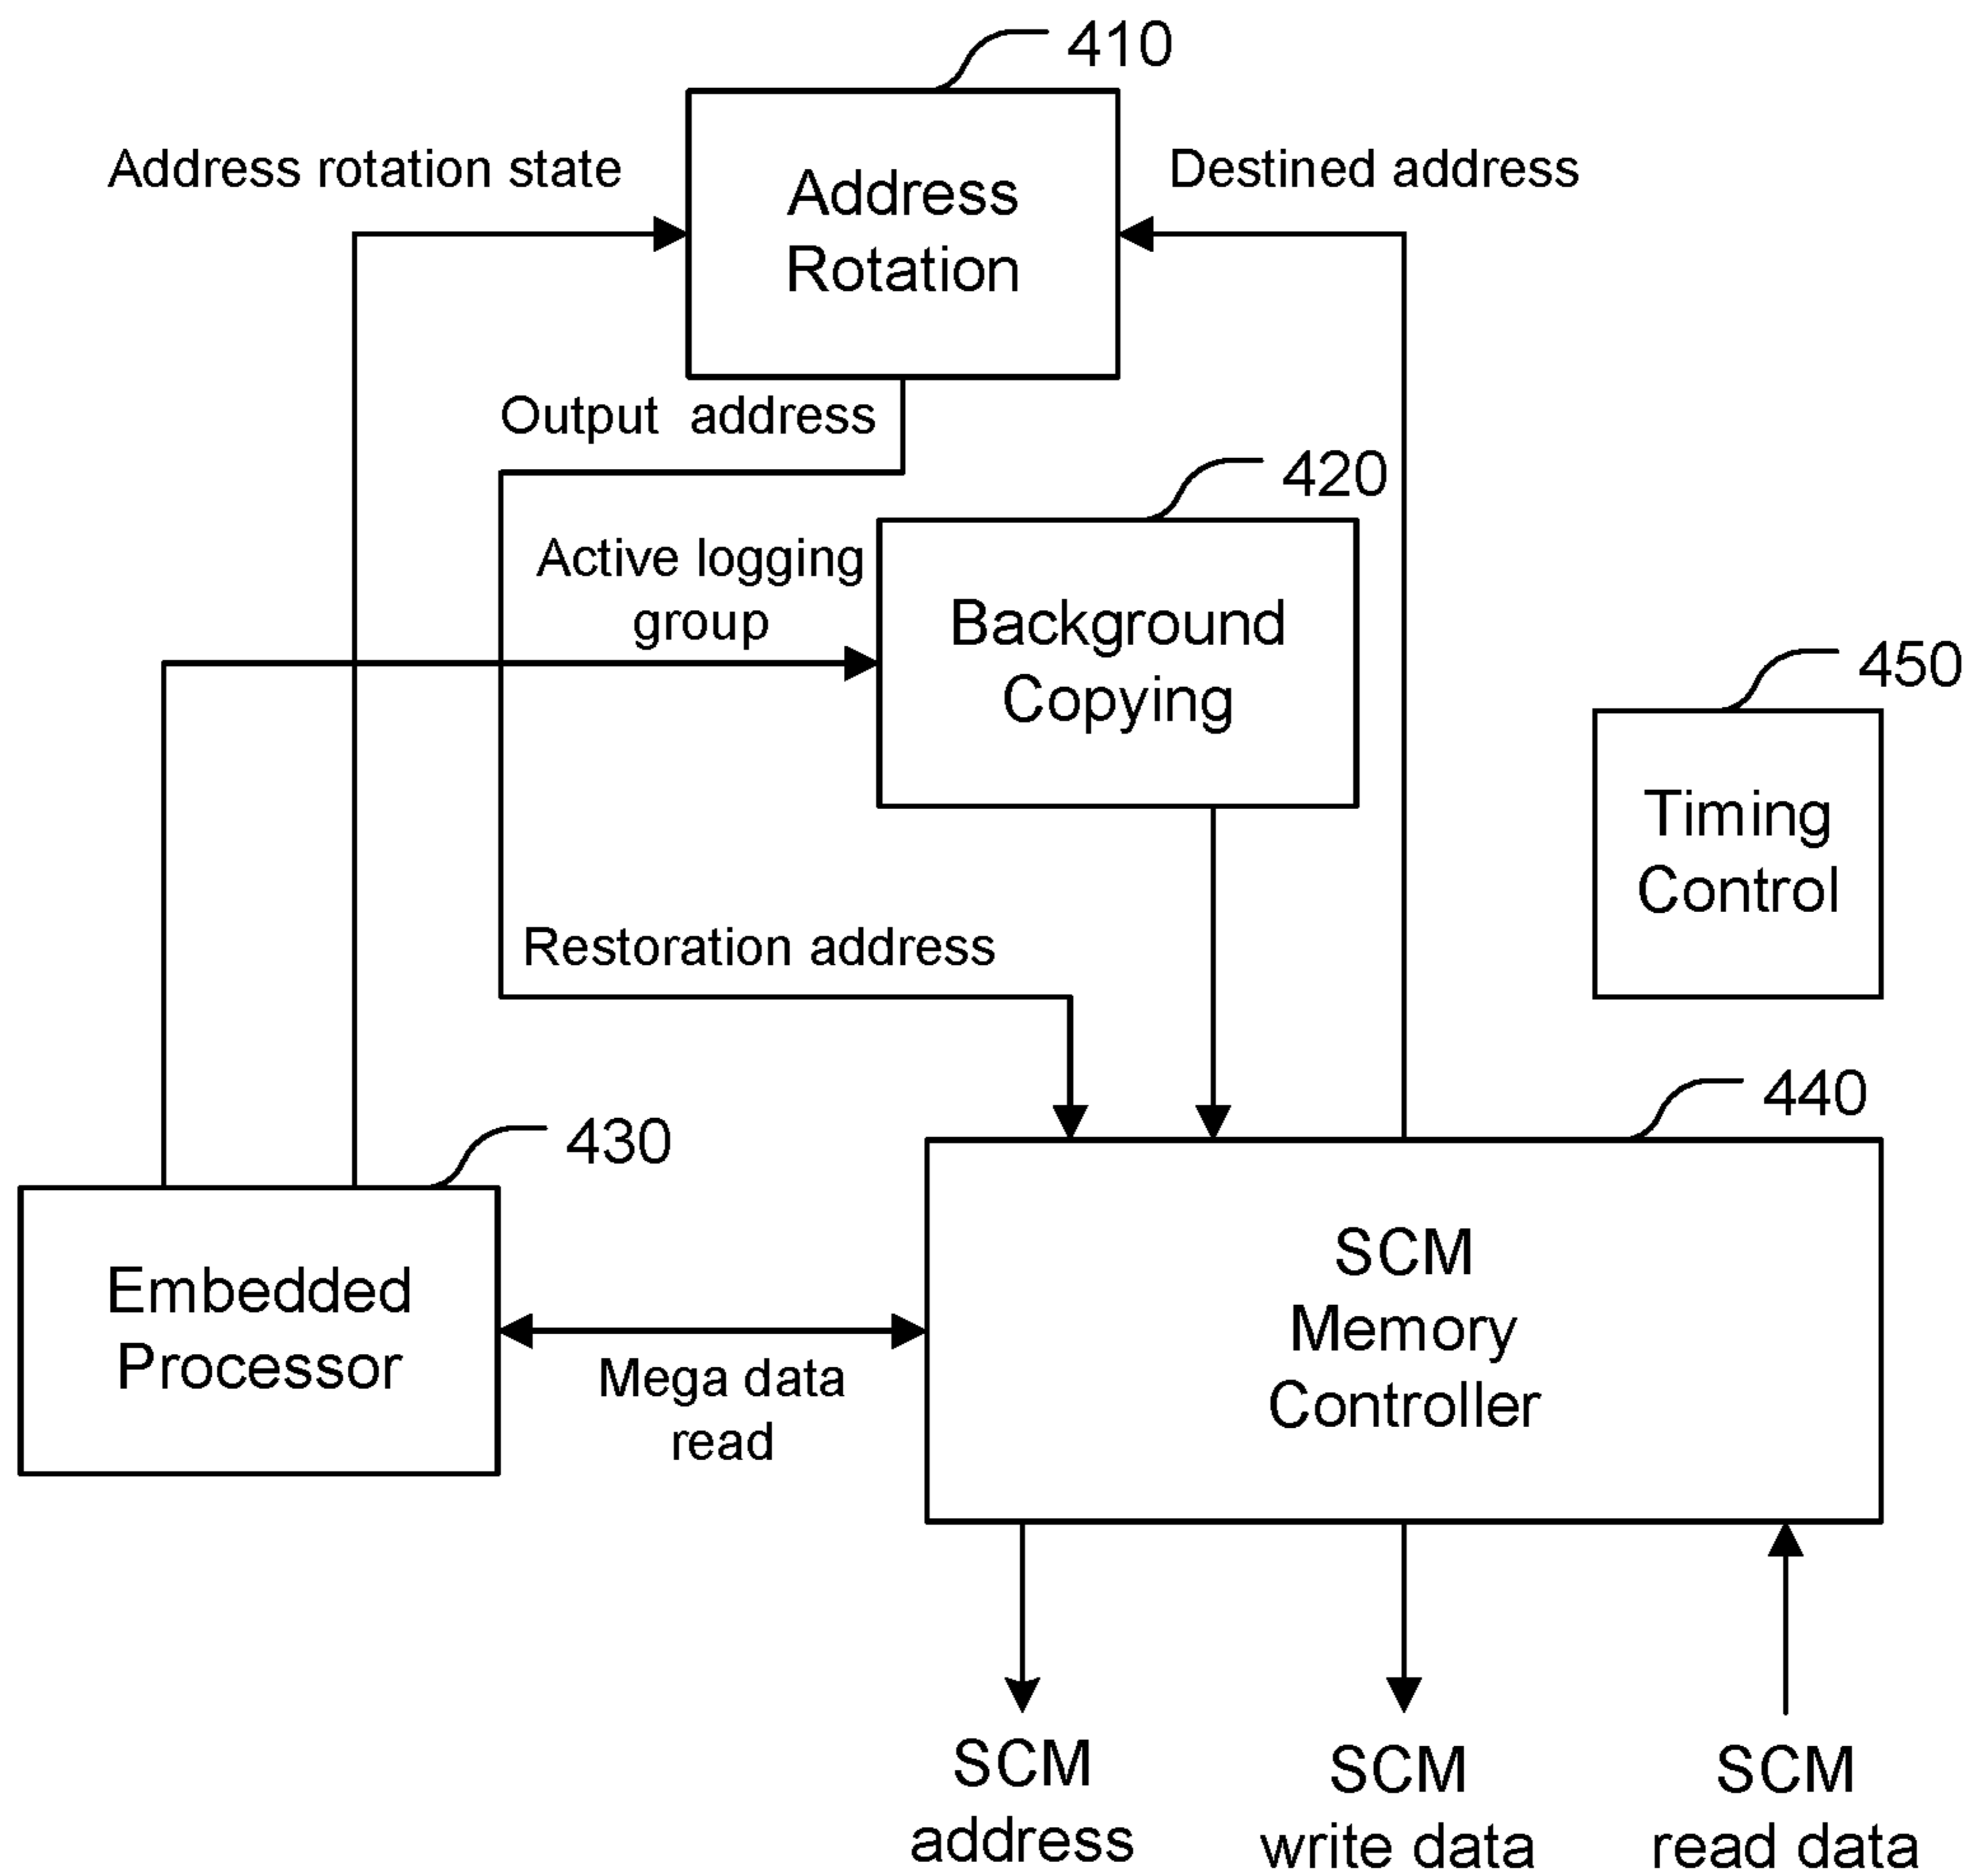 410
Address rotation state
Destined address
Address
Rotation
Output address
420
Active logging
group
Background
Copying
450
Timing
Control
Restoration address
440
430
SCM
Memory
Controller
Embedded
Processor
Mega data
read
SCM
address
SCM
write data
SCM
read data